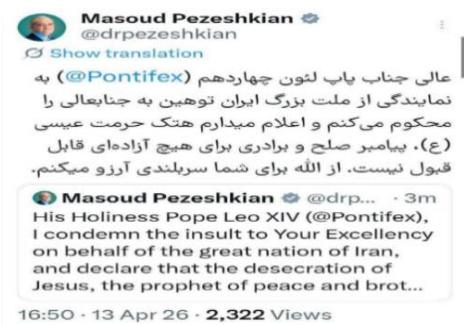 Masoud Pezeshkian
@drpezeshkian
Show translation
عالی جناب پاپ لئون چهاردهم (@Pontifex) به
نمایندگی از ملت بزرگ ایران توهین به جنابعالی را
محکوم می‌کنم و اعلام میدارم هتک حرمت عیسی
(ع)، پیامبر صلح و برادری برای هیچ آزاده‌ای قابل
قبول نیست. از الله برای شما سربلندی آرزو میکنم.
Masoud Pezeshkian @drp... · 3m
His Holiness Pope Leo XIV (@Pontifex),
I condemn the insult to Your Excellency
on behalf of the great nation of Iran,
and declare that the desecration of
Jesus, the prophet of peace and brot...
16:50 · 13 Apr 26 · 2,322 Views